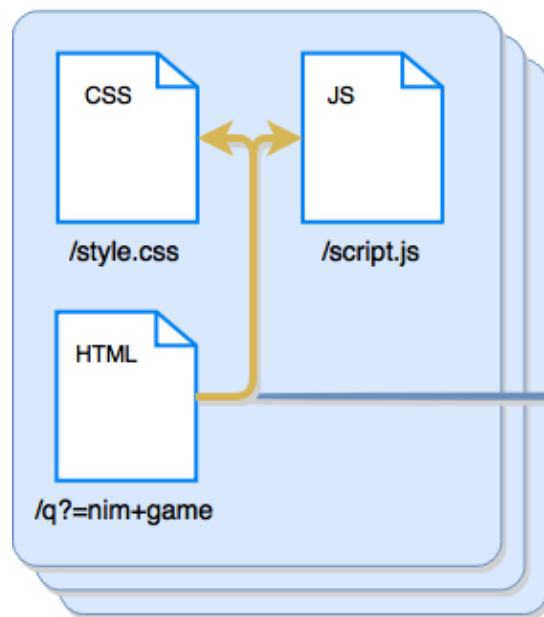 CSS
JS
/style.css
/script.js
HTML
/q?=nim+game